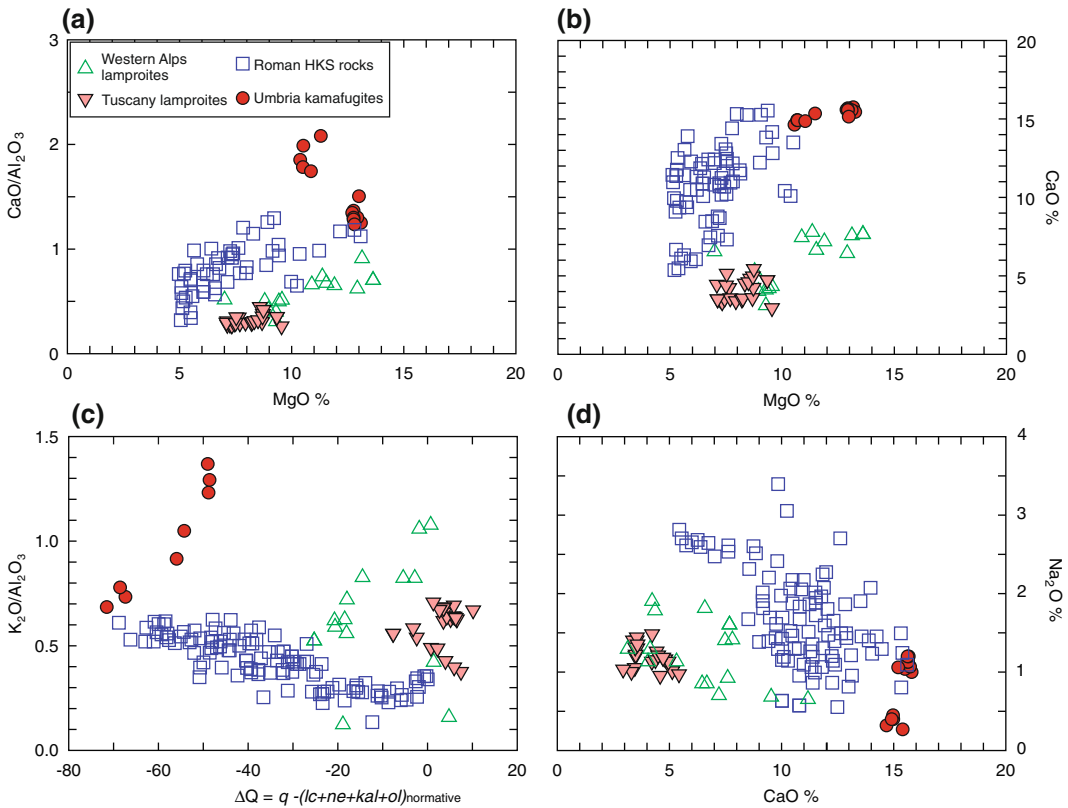 (a)
3
2
1
0
CaO/Al2O3
Western Alps lamproites
Roman HKS rocks
Tuscany lamproites
Umbria kamafugites
0 5 10 15 20
MgO %
(b)
20
15
10
5
0
CaO %
0 5 10 15 20
MgO %
(c)
1.5
1.0
0.5
0.0
K2O/Al2O3
-80 -60 -40 -20 0 20
ΔQ = q -(lc+ne+kal+ol)normative
(d)
4
3
2
1
0
Na2O %
0 5 10 15 20
CaO %